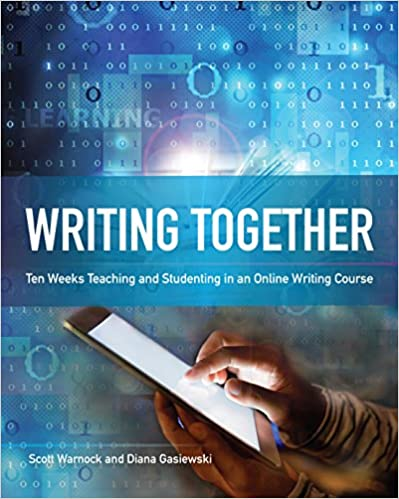 LEARNING
WRITING TOGETHER
Ten Weeks Teaching and Studenting in an Online Writing Course
Scott Warnock and Diana Gasiewski